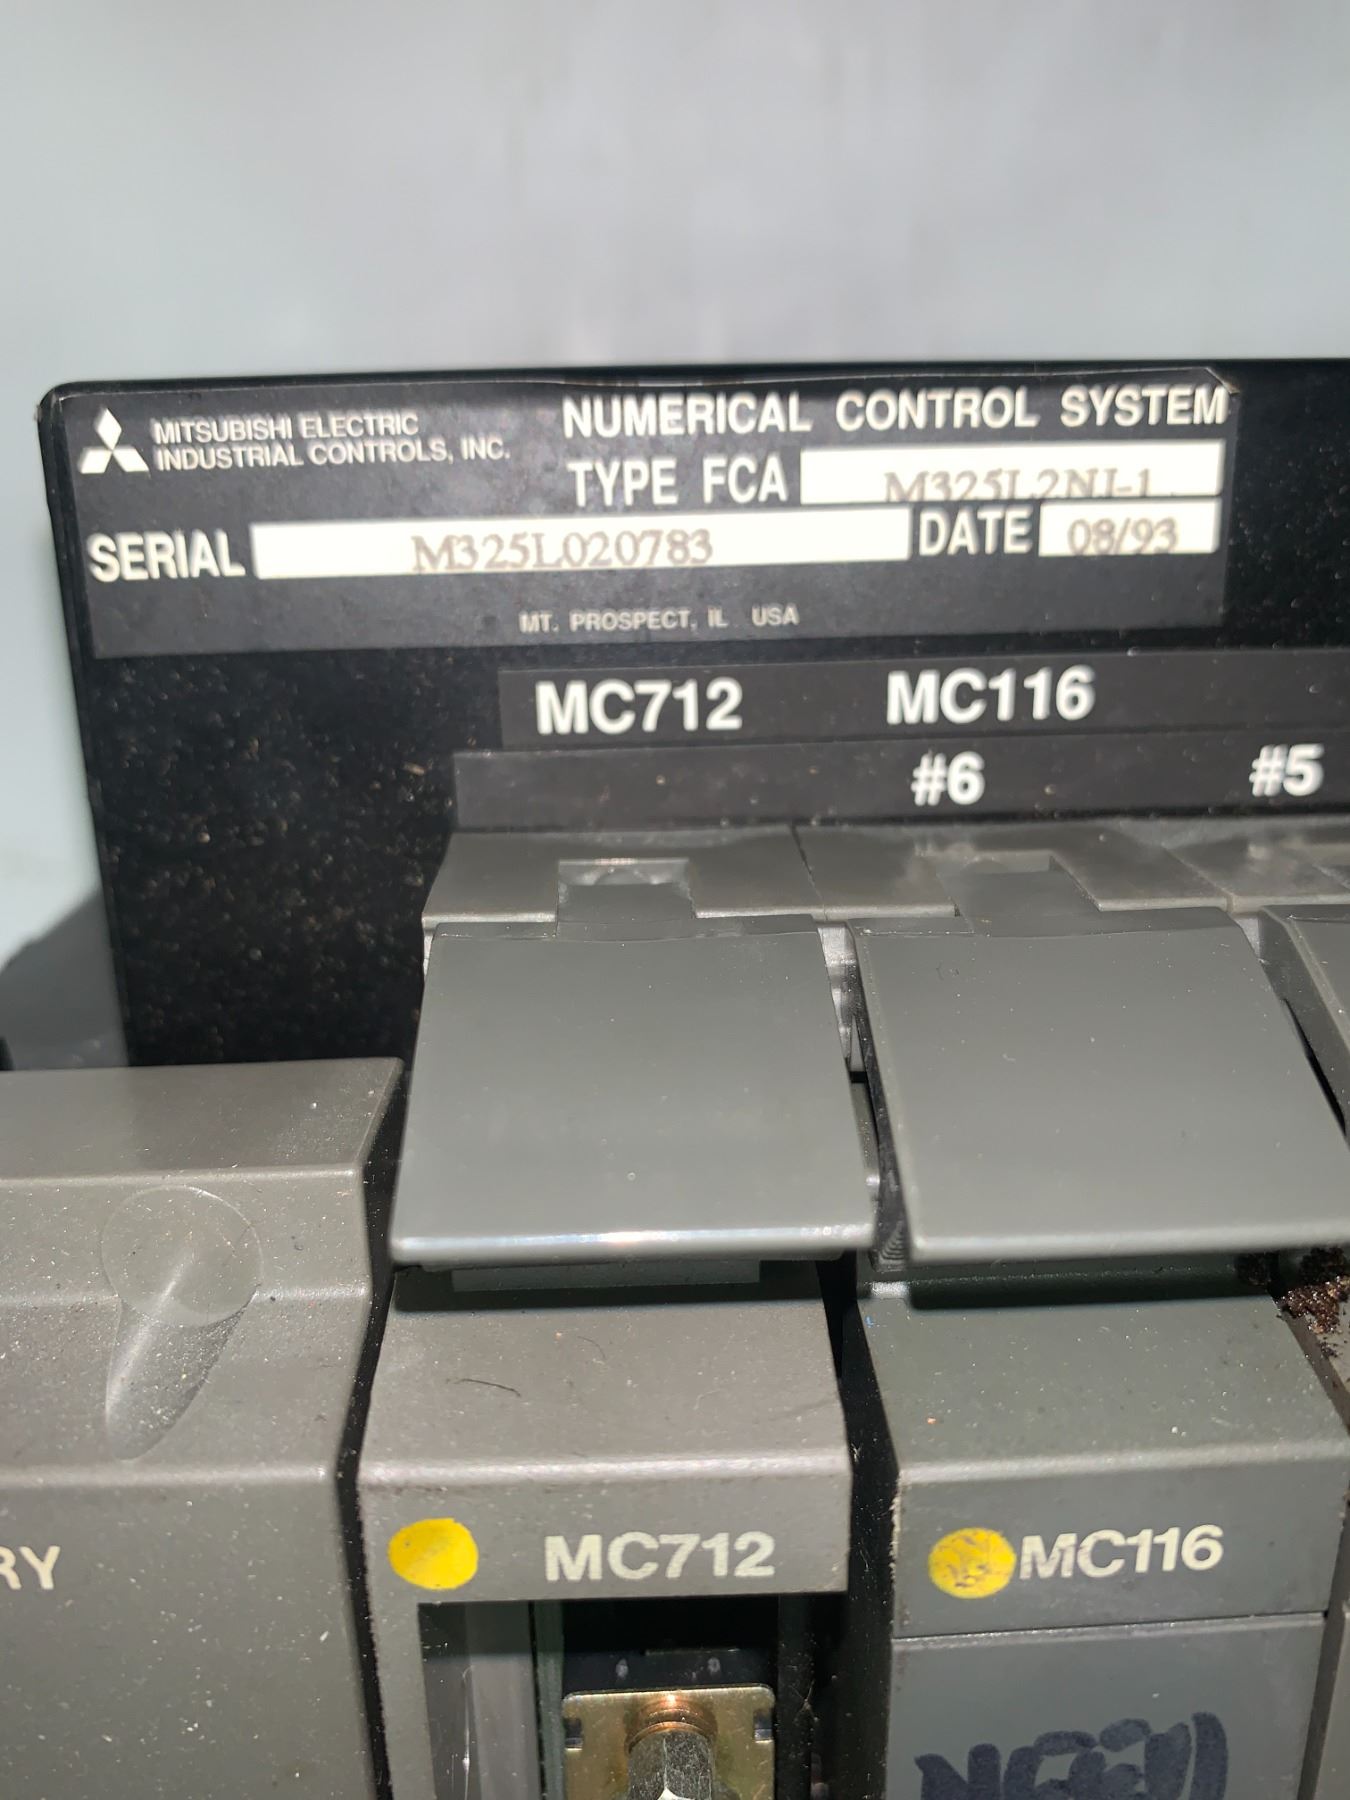 MITSUBISHI ELECTRIC
INDUSTRIAL CONTROLS, INC.
NUMERICAL CONTROL SYSTEM
TYPE FCA M325L2NJ-1
SERIAL M325L020783 DATE 08/93
MT. PROSPECT, IL USA
MC712 MC116
#6 #5
RY
MC712
MC116